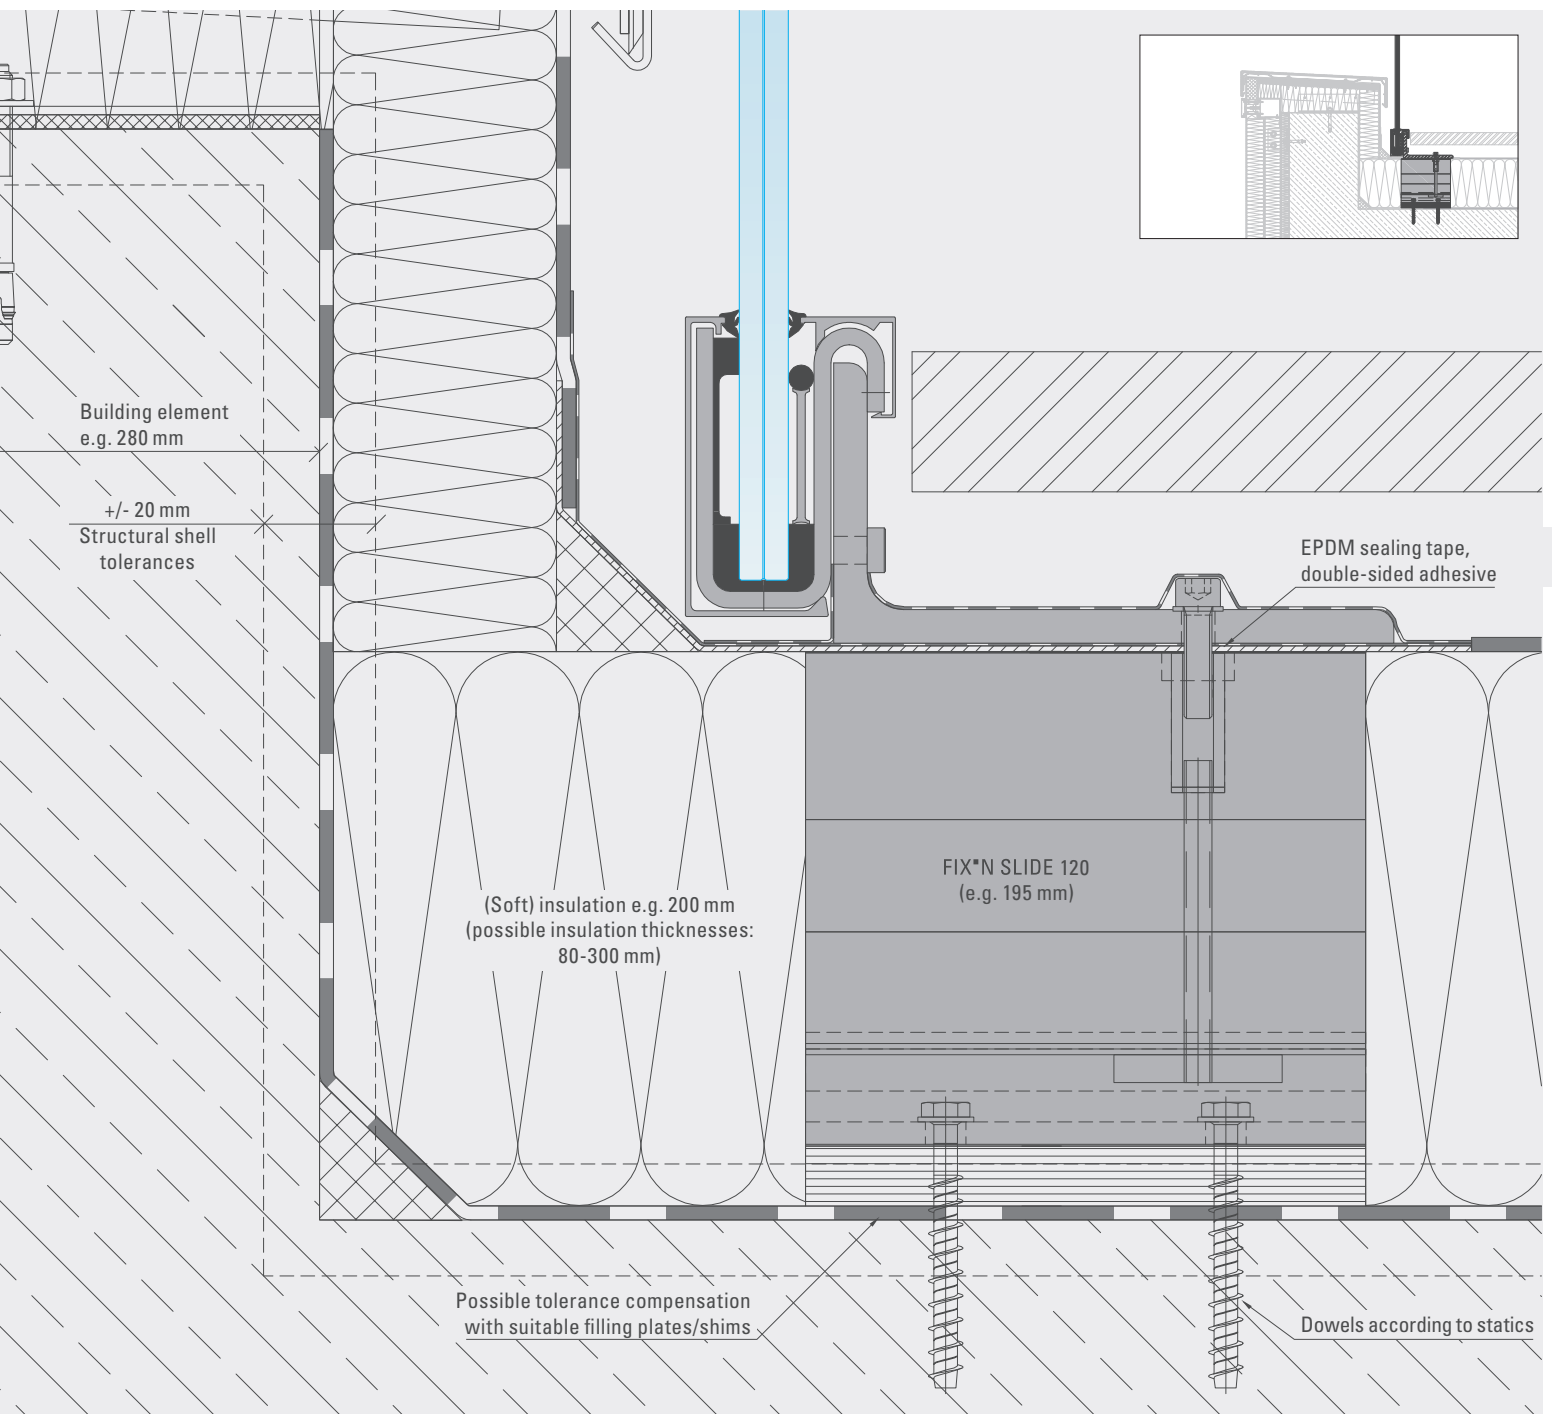 Building element
e.g. 280 mm
+/- 20 mm
Structural shell
tolerances
EPDM sealing tape,
double-sided adhesive
FIX■N SLIDE 120
(e.g. 195 mm)
(Soft) insulation e.g. 200 mm
(possible insulation thicknesses:
80-300 mm)
Possible tolerance compensation
with suitable filling plates/shims
Dowels according to statics